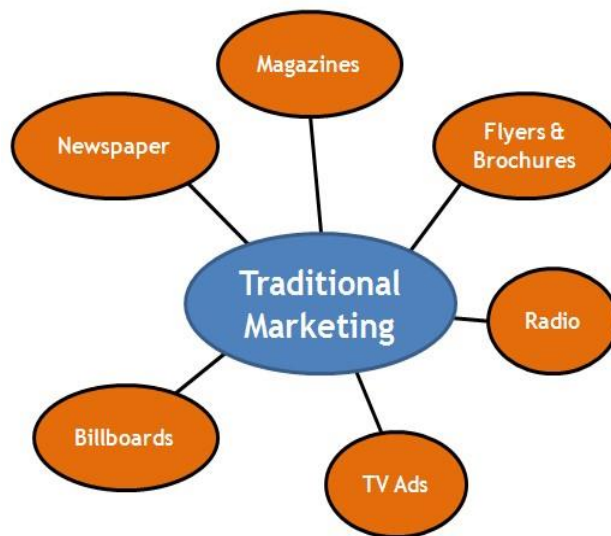 Magazines
Newspaper
Flyers &
Brochures
Traditional
Marketing
Radio
Billboards
TV Ads